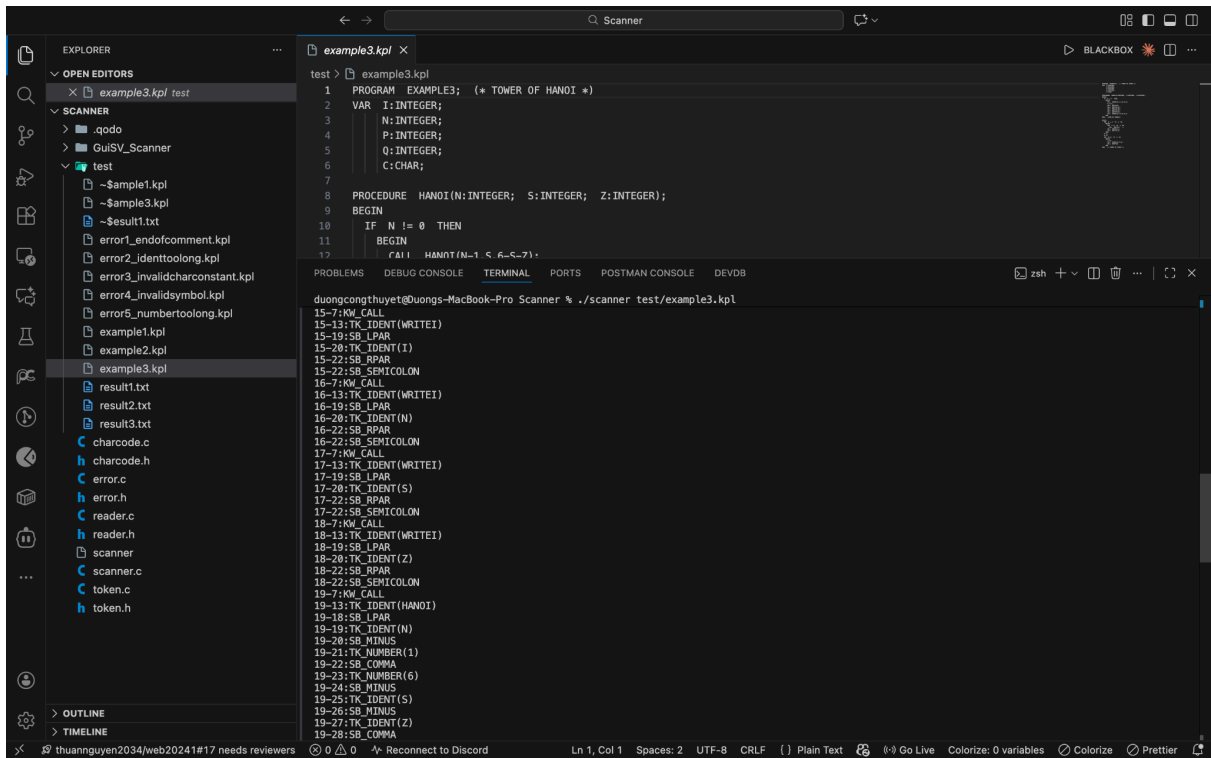 Scanner
EXPLORER
OPEN EDITORS
example3.kpl test
SCANNER
.qodo
GuiSV_Scanner
test
~$ample1.kpl
~$ample3.kpl
~$esult1.txt
error1_endofcomment.kpl
error2_identtoolong.kpl
error3_invalidcharconstant.kpl
error4_invalidsymbol.kpl
error5_numbertoolong.kpl
example1.kpl
example2.kpl
example3.kpl
result1.txt
result2.txt
result3.txt
charcode.c
charcode.h
error.c
error.h
reader.c
reader.h
scanner
scanner.c
token.c
token.h
OUTLINE
TIMELINE
example3.kpl
BLACKBOX
test > example3.kpl
1 PROGRAM EXAMPLE3; (* TOWER OF HANOI *)
2 VAR I:INTEGER;
3 N:INTEGER;
4 P:INTEGER;
5 Q:INTEGER;
6 C:CHAR;
7
8 PROCEDURE HANOI(N:INTEGER; S:INTEGER; Z:INTEGER);
9 BEGIN
10 IF N != 0 THEN
11 BEGIN
12 CALL HANOI(N-1,S,6-S-Z);
PROBLEMS DEBUG CONSOLE TERMINAL PORTS POSTMAN CONSOLE DEVDB
zsh
duongcongthuyet@Duongs-MacBook-Pro Scanner % ./scanner test/example3.kpl
15-7:KW_CALL
15-13:TK_IDENT(WRITEI)
15-19:SB_LPAR
15-20:TK_IDENT(I)
15-22:SB_RPAR
15-22:SB_SEMICOLON
16-7:KW_CALL
16-13:TK_IDENT(WRITEI)
16-19:SB_LPAR
16-20:TK_IDENT(N)
16-22:SB_RPAR
16-22:SB_SEMICOLON
17-7:KW_CALL
17-13:TK_IDENT(WRITEI)
17-19:SB_LPAR
17-20:TK_IDENT(S)
17-22:SB_RPAR
17-22:SB_SEMICOLON
18-7:KW_CALL
18-13:TK_IDENT(WRITEI)
18-19:SB_LPAR
18-20:TK_IDENT(Z)
18-22:SB_RPAR
18-22:SB_SEMICOLON
19-7:KW_CALL
19-13:TK_IDENT(HANOI)
19-18:SB_LPAR
19-19:TK_IDENT(N)
19-20:SB_MINUS
19-21:TK_NUMBER(1)
19-22:SB_COMMA
19-23:TK_NUMBER(6)
19-24:SB_MINUS
19-25:TK_IDENT(S)
19-26:SB_MINUS
19-27:TK_IDENT(Z)
19-28:SB_COMMA
thuannguyen2034/web20241#17 needs reviewers 0 0 Reconnect to Discord Ln 1, Col 1 Spaces: 2 UTF-8 CRLF {} Plain Text Go Live Colorize: 0 variables Colorize Prettier